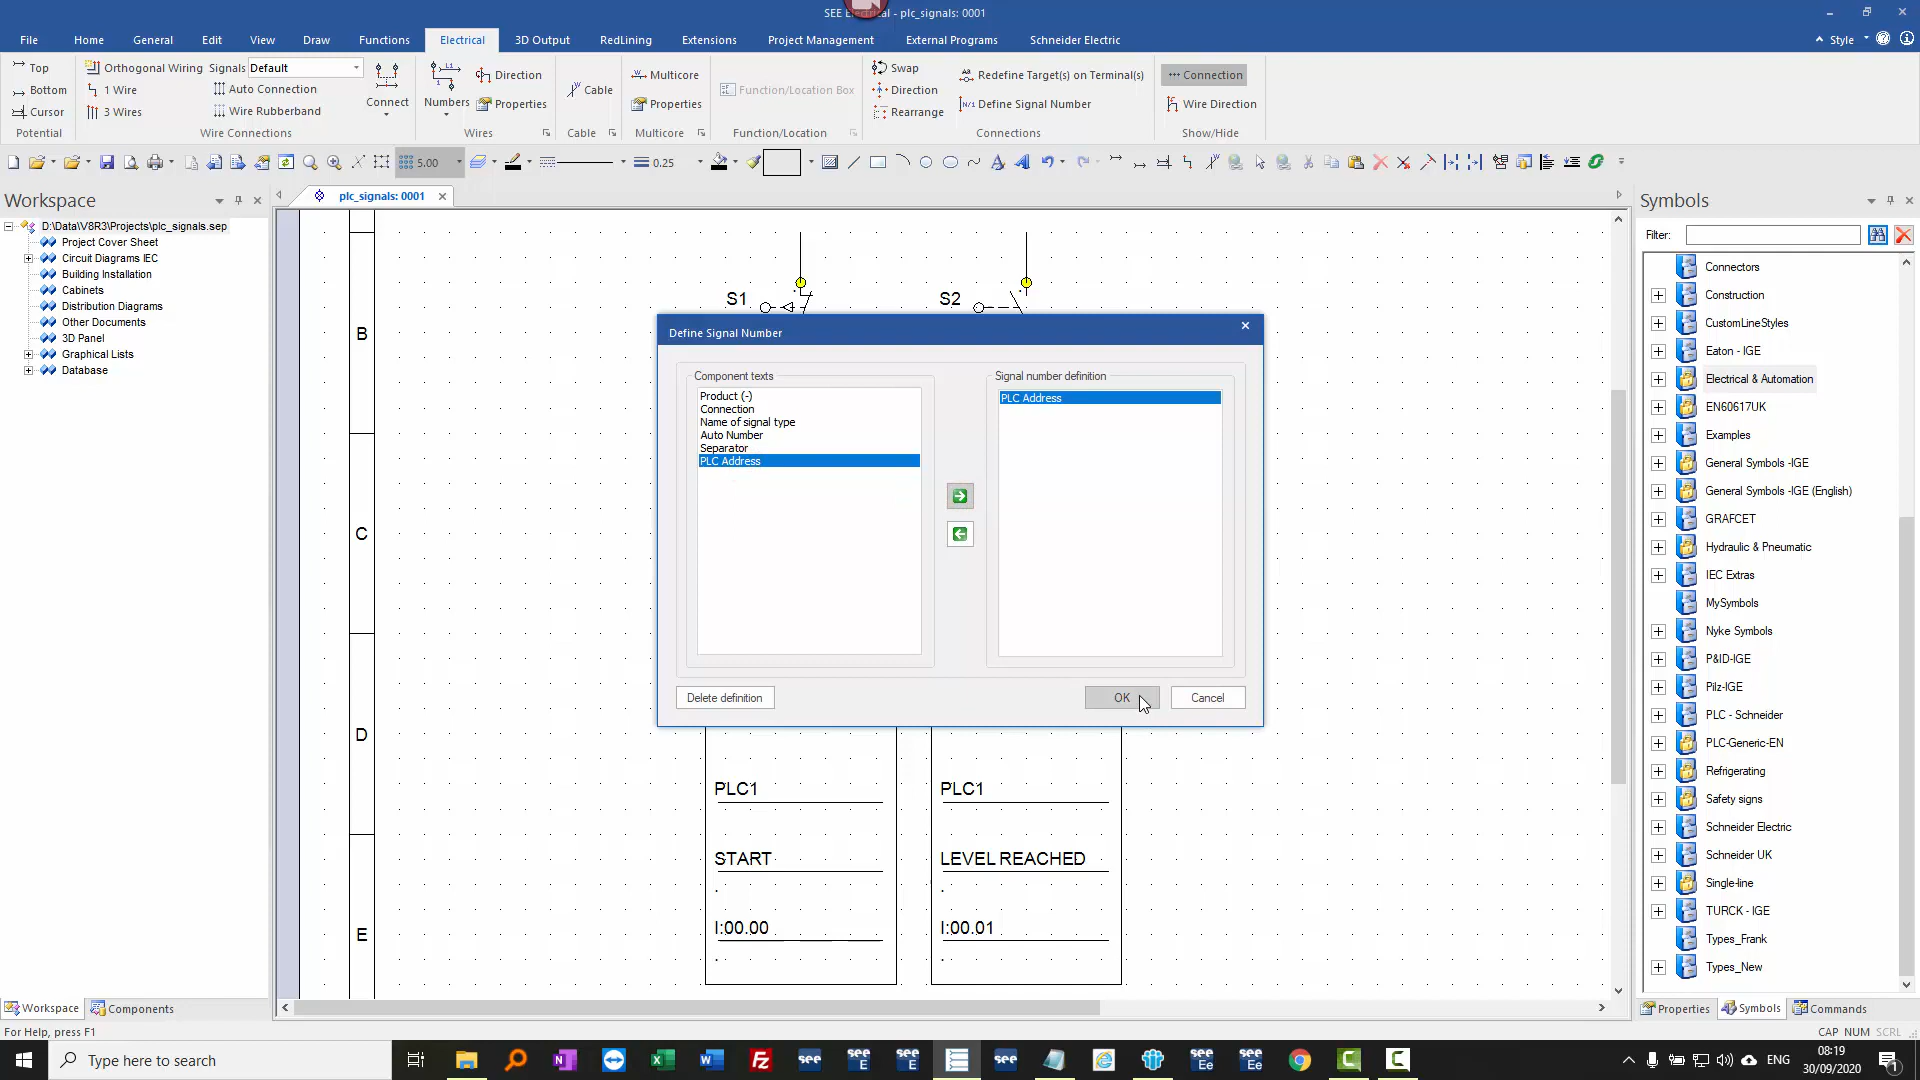 SEE Electrical - plc_signals: 0001
File Home General Edit View Draw Functions Electrical 3D Output RedLining Extensions Project Management External Programs Schneider Electric Style
Top Orthogonal Wiring Signals Default Direction Multicore Swap Redefine Target(s) on Terminal(s) Connection
Bottom 1 Wire Auto Connection Connect Numbers Properties Cable Properties Function/Location Box Direction Define Signal Number Wire Direction
Cursor 3 Wires Wire Rubberband Rearrange
Potential Wire Connections Wires Cable Multicore Function/Location Connections Show/Hide
5.00 0.25
Workspace
plc_signals: 0001
Symbols
D:\Data\V8R3\Projects\plc_signals.sep
Project Cover Sheet
Circuit Diagrams IEC
Building Installation
Cabinets
Distribution Diagrams
Other Documents
3D Panel
Graphical Lists
Database
Workspace Components
B
C
D
E
S1 S2
Define Signal Number
Component texts
Product (-)
Connection
Name of signal type
Auto Number
Separator
PLC Address
Signal number definition
PLC Address
Delete definition OK Cancel
PLC1 PLC1
START LEVEL REACHED
I:00.00 I:00.01
Filter:
Connectors
Construction
CustomLineStyles
Eaton - IGE
Electrical & Automation
EN60617UK
Examples
General Symbols -IGE
General Symbols -IGE (English)
GRAFCET
Hydraulic & Pneumatic
IEC Extras
MySymbols
Nyke Symbols
P&ID-IGE
Pilz-IGE
PLC - Schneider
PLC-Generic-EN
Refrigerating
Safety signs
Schneider Electric
Schneider UK
Single-line
TURCK - IGE
Types_Frank
Types_New
Properties Symbols Commands
For Help, press F1
CAP NUM SCRL
Type here to search
ENG
08:19
30/09/2020